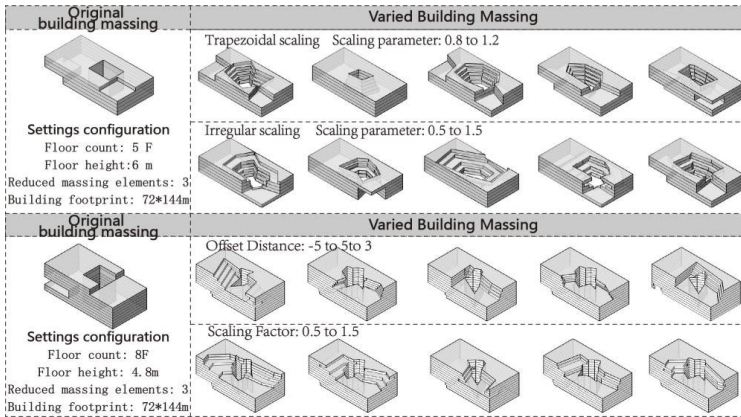 Original
building massing
Varied Building Massing
Trapezoidal scaling Scaling parameter: 0.8 to 1.2
Settings configuration
Floor count: 5 F
Floor height:6 m
Reduced massing elements: 3
Building footprint: 72*144m
Irregular scaling Scaling parameter: 0.5 to 1.5
Original
building massing
Varied Building Massing
Offset Distance: -5 to 5to 3
Settings configuration
Floor count: 8F
Floor height: 4.8m
Reduced massing elements: 3
Building footprint: 72*144m
Scaling Factor: 0.5 to 1.5